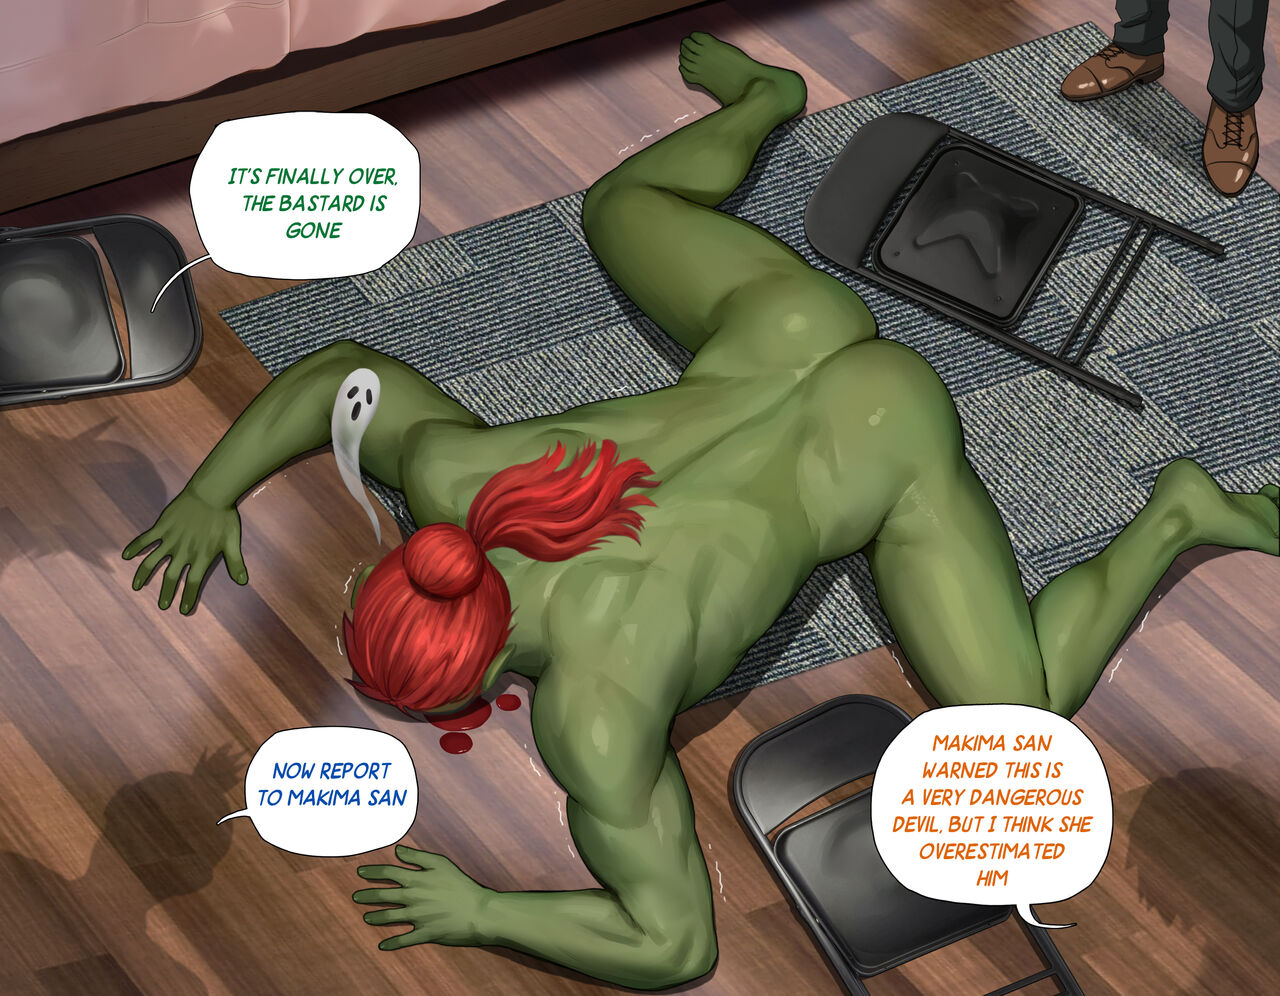 IT'S FINALLY OVER,
THE BASTARD IS
GONE
NOW REPORT
TO MAKIMA SAN
MAKIMA SAN
WARNED THIS IS
A VERY DANGEROUS
DEVIL, BUT I THINK SHE
OVERESTIMATED
HIM